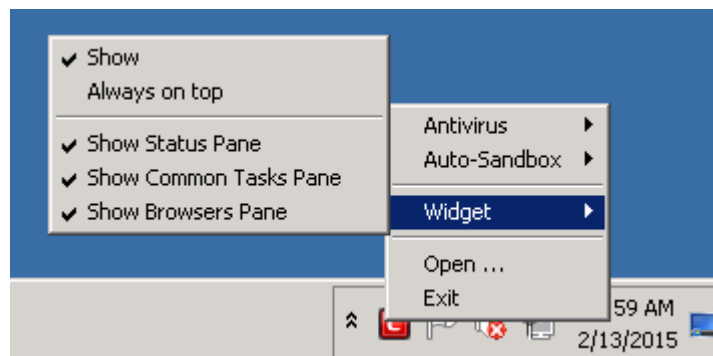 Show
Always on top
Show Status Pane
Show Common Tasks Pane
Show Browsers Pane
Antivirus
Auto-Sandbox
Widget
Open ...
Exit
59 AM
2/13/2015